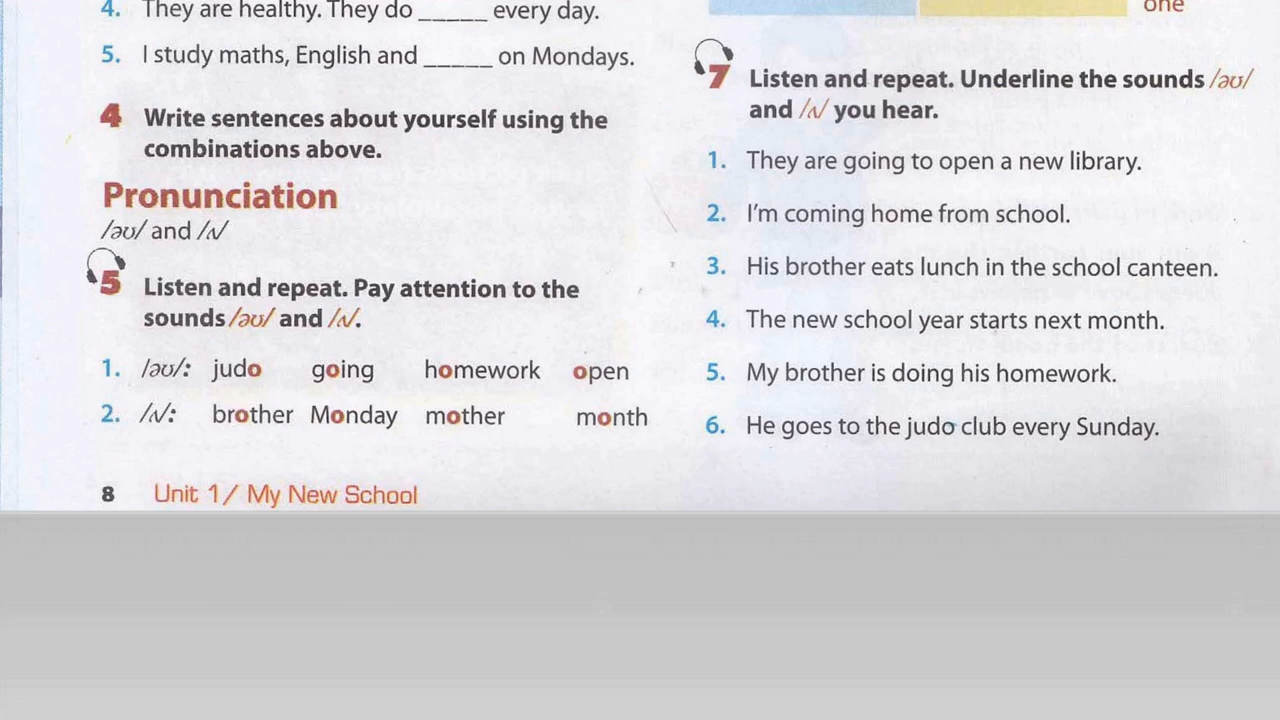 4. They are healthy. They do _____ every day.
5. I study maths, English and _____ on Mondays.
4 Write sentences about yourself using the
combinations above.
Pronunciation
/əʊ/ and /ʌ/
5 Listen and repeat. Pay attention to the
sounds /əʊ/ and /ʌ/.
1. /əʊ/: judo going homework open
2. /ʌ/: brother Monday mother month
8 Unit 1/ My New School
one
7 Listen and repeat. Underline the sounds /əʊ/
and /ʌ/ you hear.
1. They are going to open a new library.
2. I'm coming home from school.
3. His brother eats lunch in the school canteen.
4. The new school year starts next month.
5. My brother is doing his homework.
6. He goes to the judo club every Sunday.